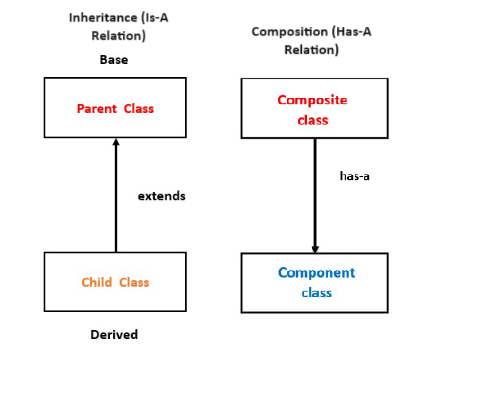 Inheritance (Is-A
Relation)
Base
Parent Class
extends
Child Class
Derived
Composition (Has-A
Relation)
Composite
class
has-a
Component
class